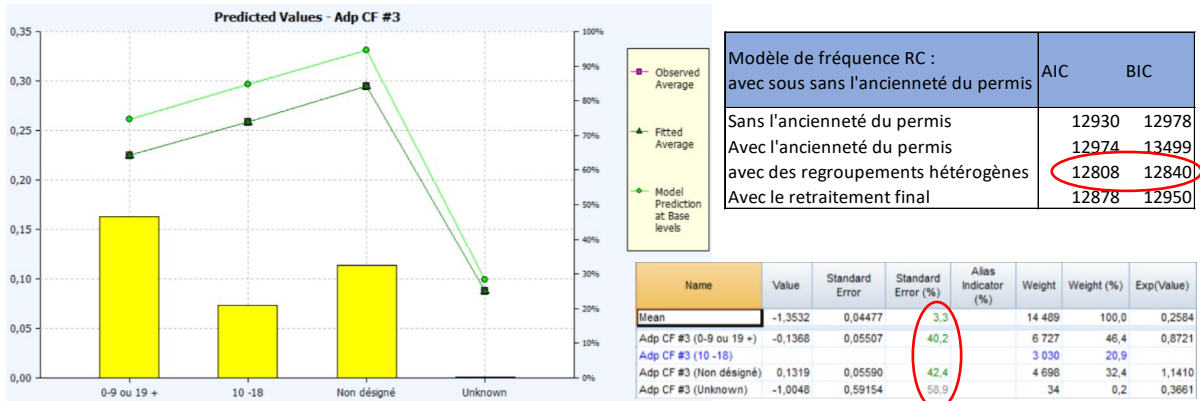 Predicted Values - Adp CF #3
0,35
0,30
0,25
0,20
0,15
0,10
0,05
0,00
100%
90%
80%
70%
60%
50%
40%
30%
20%
10%
0%
0-9 ou 19 +
10 -18
Non désigné
Unknown
Observed
Average
Fitted
Average
Model
Prediction
at Base
levels
Modèle de fréquence RC :
avec sous sans l'ancienneté du permis
AIC
BIC
Sans l'ancienneté du permis 12930 12978
Avec l'ancienneté du permis 12974 13499
avec des regroupements hétérogènes 12808 12840
Avec le retraitement final 12878 12950
Name
Value
Standard
Error
Standard
Error (%)
Alias
Indicator
(%)
Weight
Weight (%)
Exp(Value)
Mean -1,3532 0,04477 3,3 14 489 100,0 0,2584
Adp CF #3 (0-9 ou 19 +) -0,1368 0,05507 40,2 6 727 46,4 0,8721
Adp CF #3 (10 -18) 3 030 20,9
Adp CF #3 (Non désigné) 0,1319 0,05590 42,4 4 698 32,4 1,1410
Adp CF #3 (Unknown) -1,0048 0,59154 58,9 34 0,2 0,3661